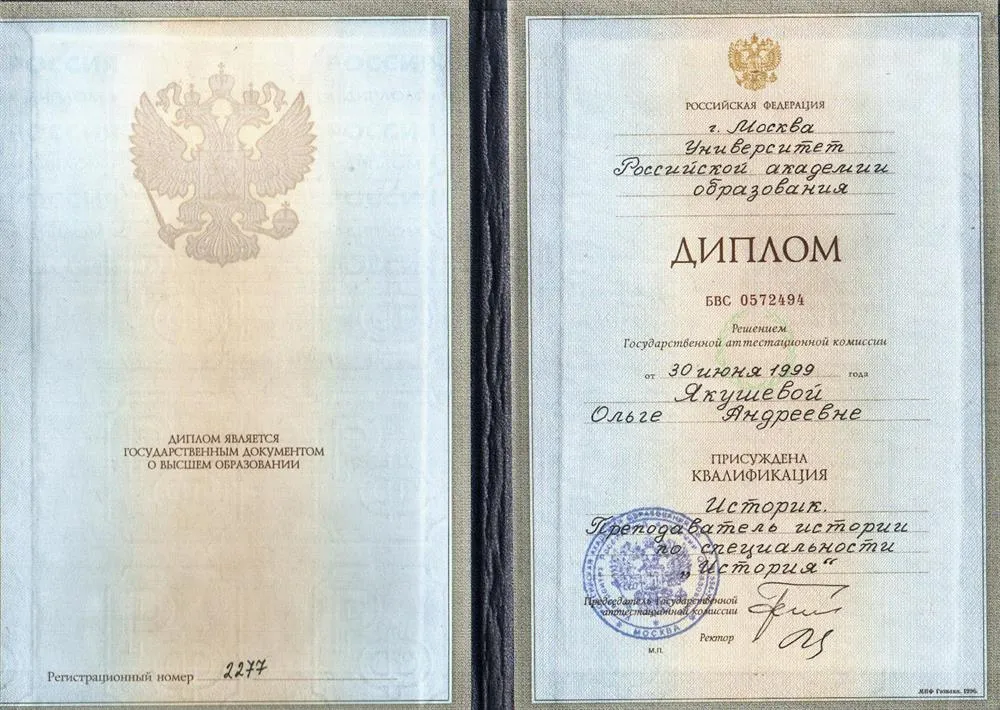 ДИПЛОМ ЯВЛЯЕТСЯ
ГОСУДАРСТВЕННЫМ ДОКУМЕНТОМ
О ВЫСШЕМ ОБРАЗОВАНИИ
Регистрационный номер 2277
РОССИЙСКАЯ ФЕДЕРАЦИЯ
г. Москва
Университет
Российской академии
образования
ДИПЛОМ
БВС 0572494
Решением
Государственной аттестационной комиссии
от 30 июня 1999 года
Якушевой
Ольге Андреевне
ПРИСУЖДЕНА
КВАЛИФИКАЦИЯ
Историк.
Преподаватель истории
по специальности
„История“
Председатель Государственной
аттестационной комиссии
Ректор
М.П.
МОСКВА
МПФ Гознака. 1996.